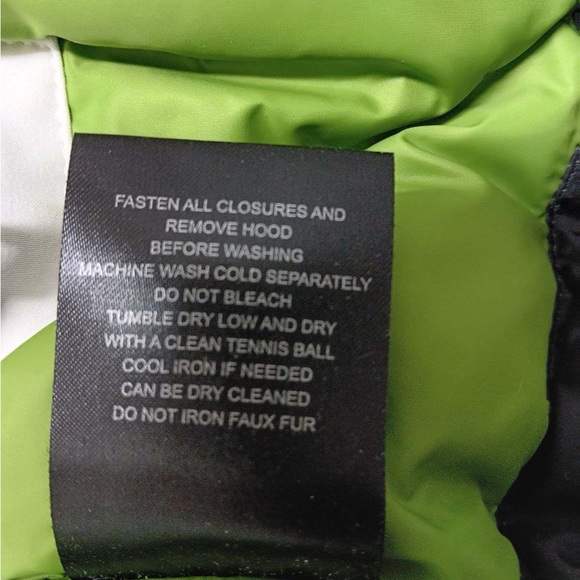 FASTEN ALL CLOSURES AND
REMOVE HOOD
BEFORE WASHING
MACHINE WASH COLD SEPARATELY
DO NOT BLEACH
TUMBLE DRY LOW AND DRY
WITH A CLEAN TENNIS BALL
COOL IRON IF NEEDED
CAN BE DRY CLEANED
DO NOT IRON FAUX FUR